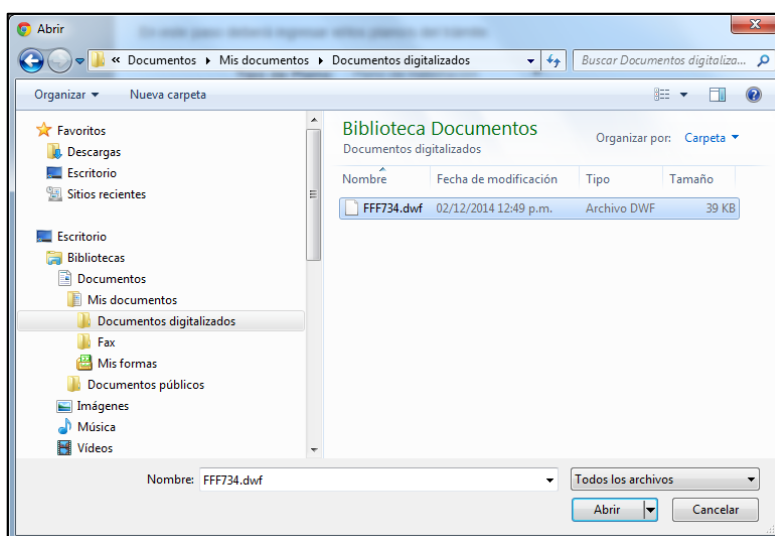 Abrir
« Documentos ▸ Mis documentos ▸ Documentos digitalizados
Buscar Documentos digitaliza...
Organizar
Nueva carpeta
Favoritos
Descargas
Escritorio
Sitios recientes
Escritorio
Bibliotecas
Documentos
Mis documentos
Documentos digitalizados
Fax
Mis formas
Documentos públicos
Imágenes
Música
Vídeos
Biblioteca Documentos
Documentos digitalizados
Organizar por: Carpeta
Nombre Fecha de modificación Tipo Tamaño
FFF734.dwf 02/12/2014 12:49 p.m. Archivo DWF 39 KB
Nombre: FFF734.dwf
Todos los archivos
Abrir
Cancelar